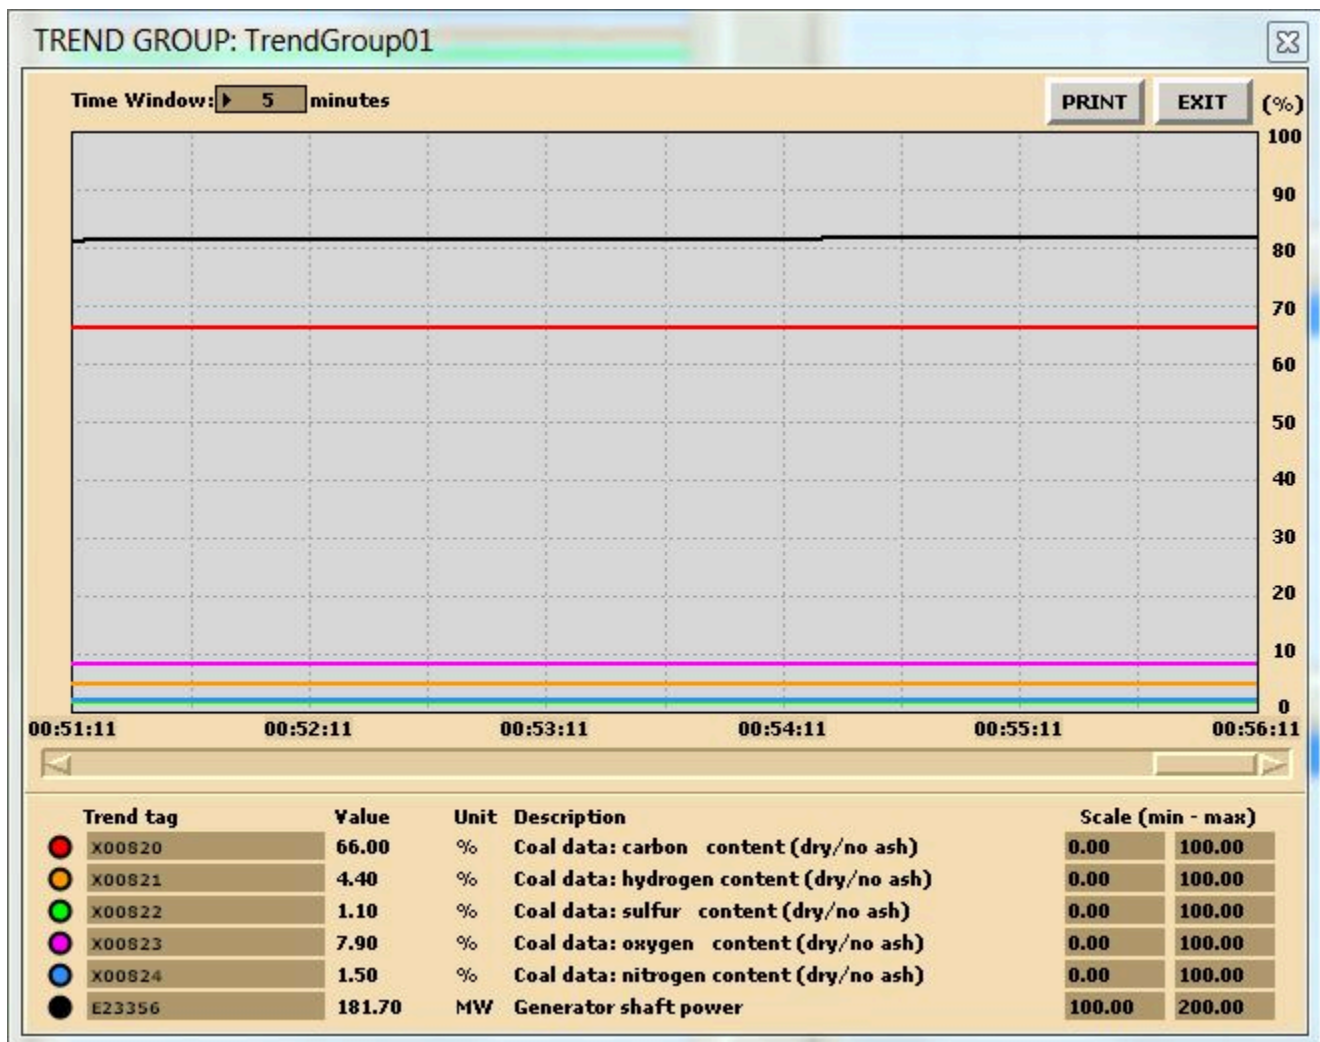 TREND GROUP: TrendGroup01
Time Window: 5 minutes PRINT EXIT (%)
100
90
80
70
60
50
40
30
20
10
0
00:51:11 00:52:11 00:53:11 00:54:11 00:55:11 00:56:11
Trend tag Value Unit Description Scale (min - max)
X00820 66.00 % Coal data: carbon content (dry/no ash) 0.00 100.00
X00821 4.40 % Coal data: hydrogen content (dry/no ash) 0.00 100.00
X00822 1.10 % Coal data: sulfur content (dry/no ash) 0.00 100.00
X00823 7.90 % Coal data: oxygen content (dry/no ash) 0.00 100.00
X00824 1.50 % Coal data: nitrogen content (dry/no ash) 0.00 100.00
E23356 181.70 MW Generator shaft power 100.00 200.00